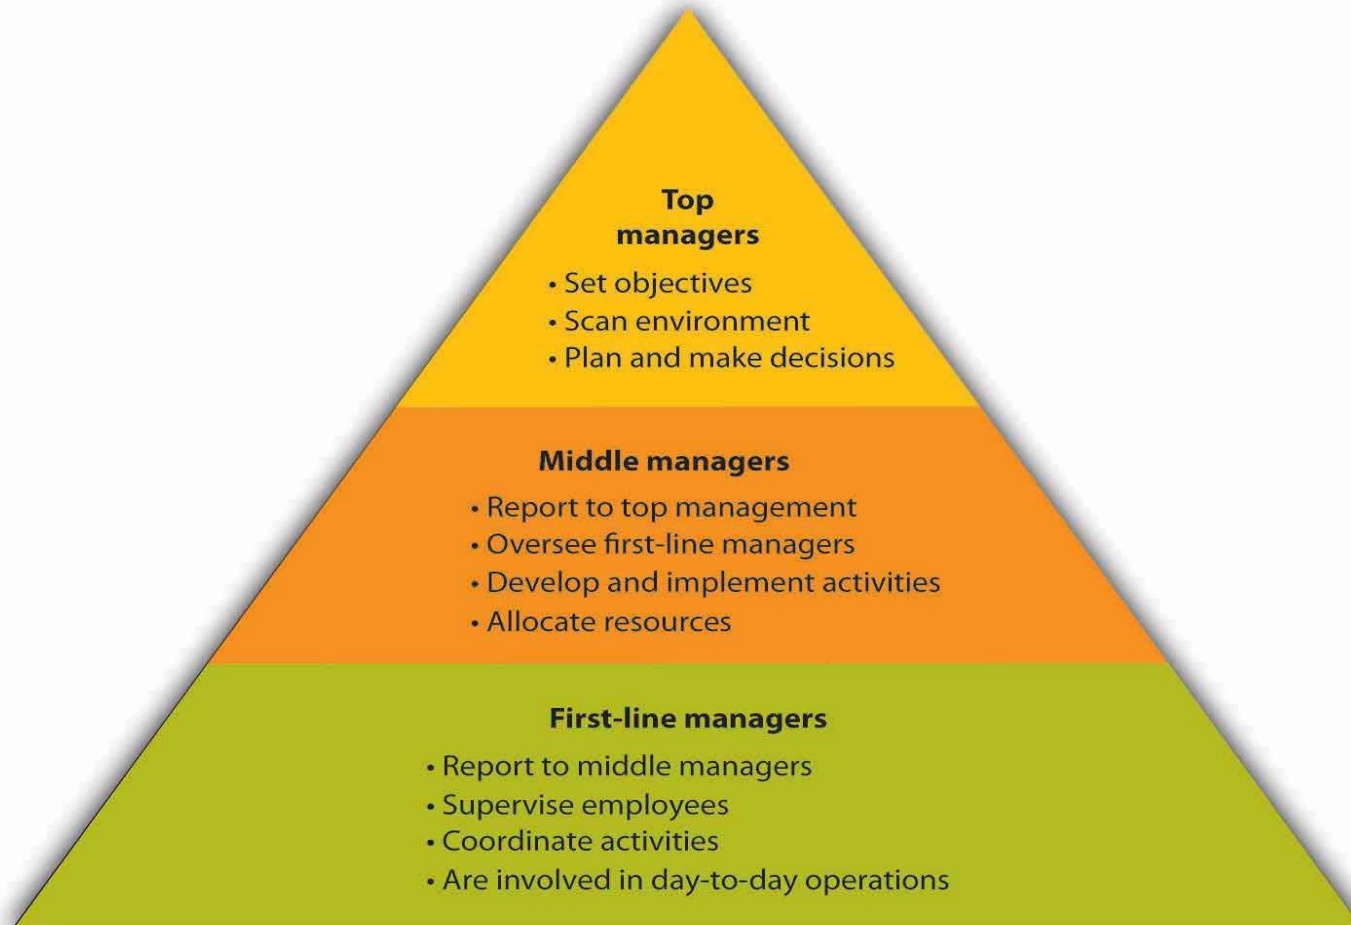 Top
managers
• Set objectives
• Scan environment
• Plan and make decisions
Middle managers
• Report to top management
• Oversee first-line managers
• Develop and implement activities
• Allocate resources
First-line managers
• Report to middle managers
• Supervise employees
• Coordinate activities
• Are involved in day-to-day operations